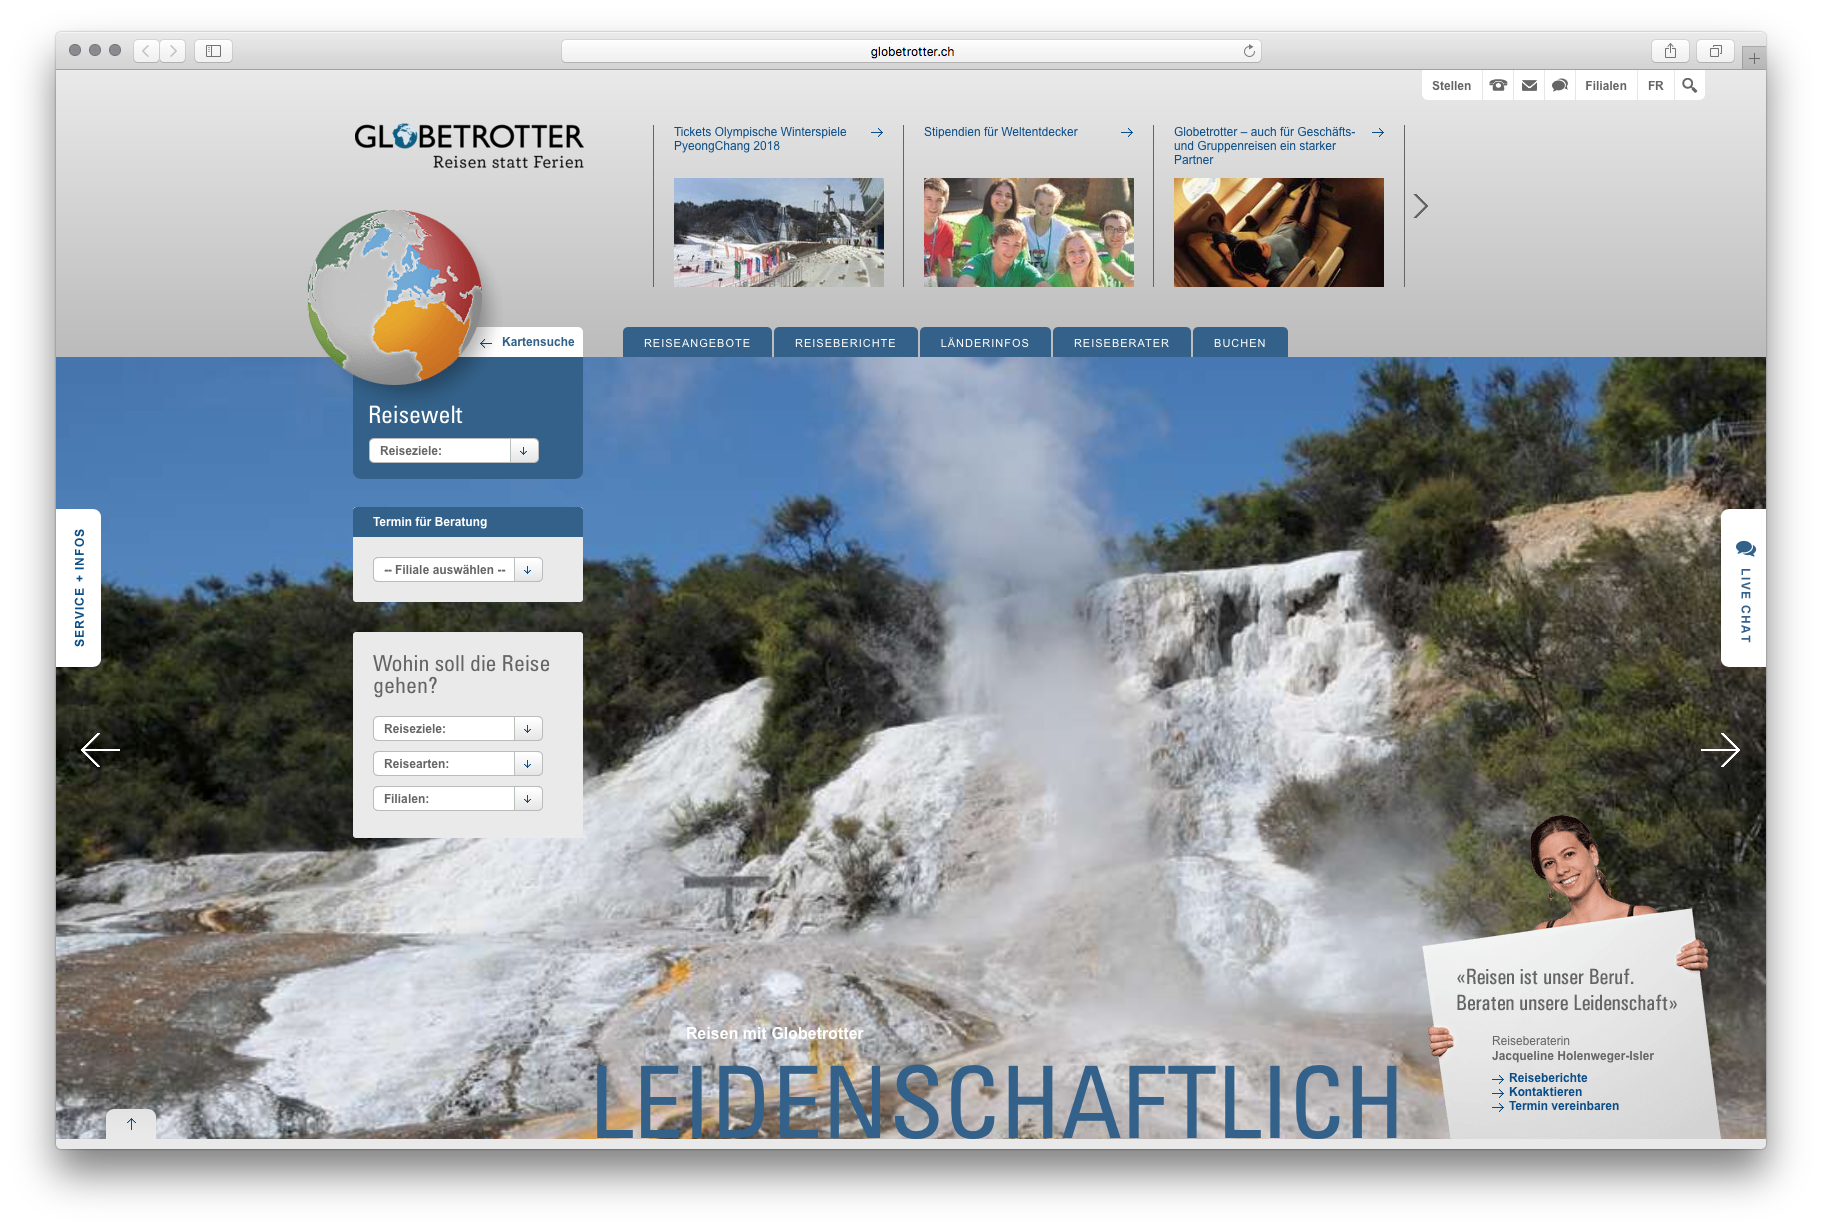 globetrotter.ch
Stellen
Filialen
FR
GLOBETROTTER
Reisen statt Ferien
Tickets Olympische Winterspiele
PyeongChang 2018
Stipendien für Weltentdecker
Globetrotter – auch für Geschäfts-
und Gruppenreisen ein starker
Partner
Kartensuche
REISEANGEBOTE
REISEBERICHTE
LÄNDERINFOS
REISEBERATER
BUCHEN
Reisewelt
Reiseziele:
Termin für Beratung
-- Filiale auswählen --
SERVICE + INFOS
LIVE CHAT
Wohin soll die Reise
gehen?
Reiseziele:
Reisearten:
Filialen:
«Reisen ist unser Beruf.
Beraten unsere Leidenschaft»
Reiseberaterin
Jacqueline Holenweger-Isler
Reiseberichte
Kontaktieren
Termin vereinbaren
Reisen mit Globetrotter
LEIDENSCHAFTLICH